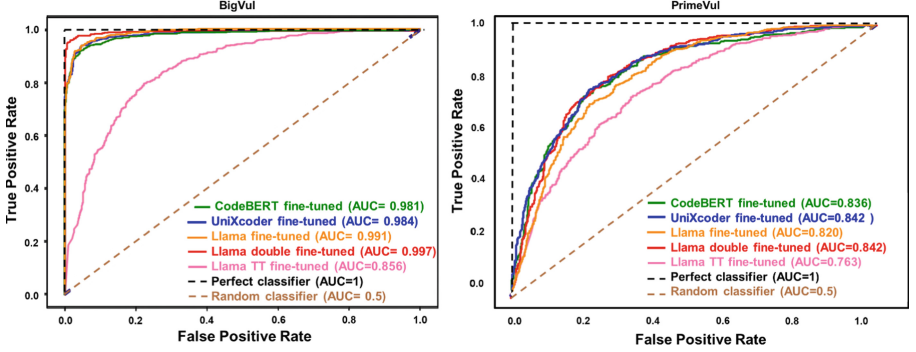 BigVul
True Positive Rate
1.0
0.8
0.6
0.4
0.2
0.0
CodeBERT fine-tuned (AUC= 0.981)
UniXcoder fine-tuned (AUC= 0.984)
Llama fine-tuned (AUC= 0.991)
Llama double fine-tuned (AUC= 0.997)
Llama TT fine-tuned (AUC=0.856)
Perfect classifier (AUC=1)
Random classifier (AUC= 0.5)
0.0 0.2 0.4 0.6 0.8 1.0
False Positive Rate
PrimeVul
True Positive Rate
1.0
0.8
0.6
0.4
0.2
0.0
CodeBERT fine-tuned (AUC=0.836)
UniXcoder fine-tuned (AUC=0.842 )
Llama fine-tuned (AUC=0.820)
Llama double fine-tuned (AUC=0.842)
Llama TT fine-tuned (AUC=0.763)
Perfect classifier (AUC=1)
Random classifier (AUC=0.5)
0.0 0.2 0.4 0.6 0.8 1.0
False Positive Rate